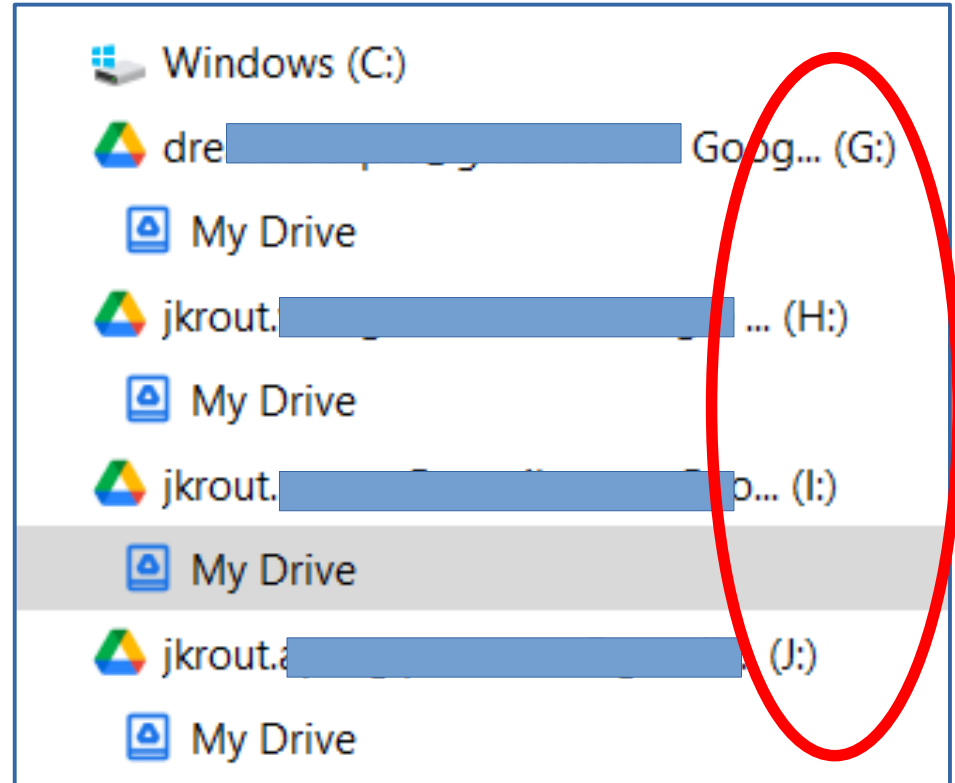 Windows (C:)
dre Goog... (G:)
My Drive
jkrout. ... (H:)
My Drive
jkrout. o... (I:)
My Drive
jkrout. . (J:)
My Drive